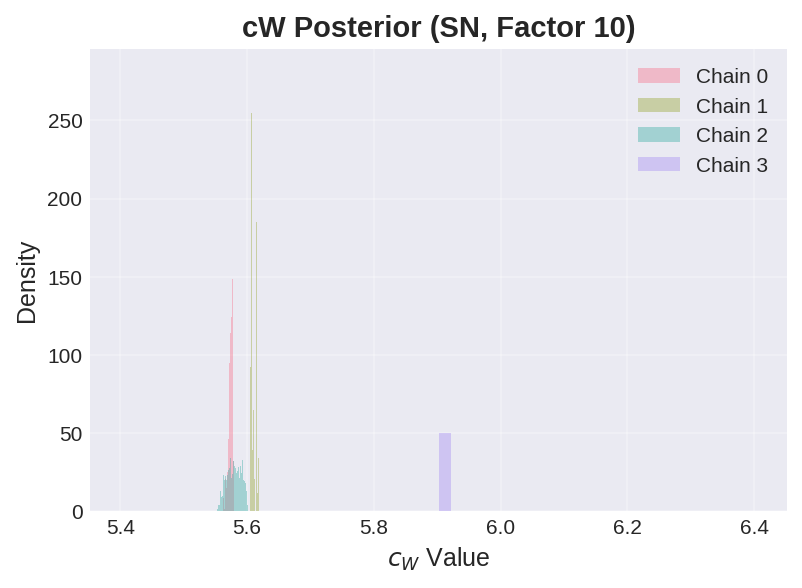 cW Posterior (SN, Factor 10)
Chain 0
Chain 1
Chain 2
Chain 3
Density
250
200
150
100
50
0
5.4 5.6 5.8 6.0 6.2 6.4
c_W Value